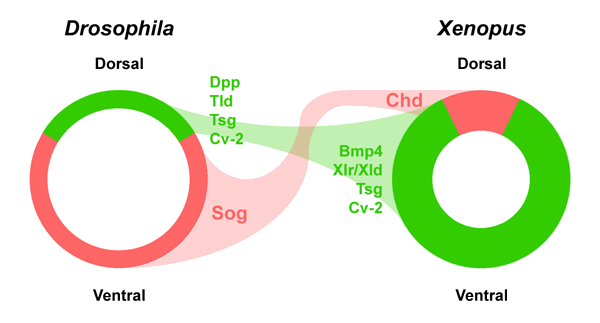 Drosophila
Xenopus
Dorsal
Dorsal
Dpp
Tld
Tsg
Cv-2
Chd
Bmp4
Xlr/Xld
Tsg
Cv-2
Sog
Ventral
Ventral